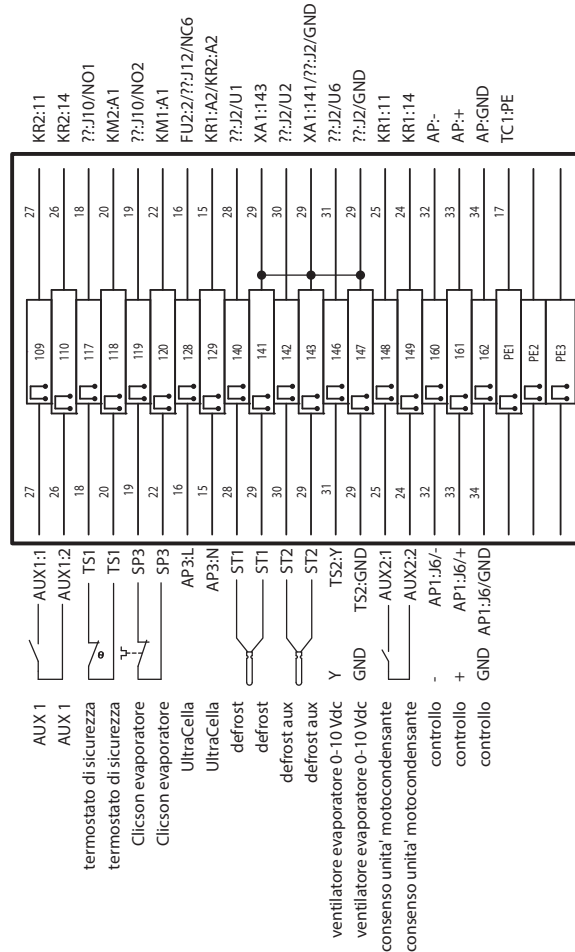 AUX 1 AUX1:1 27 109 27 KR2:11
AUX 1 AUX1:2 26 110 26 KR2:14
termostato di sicurezza TS1 18 117 18 ??:J10/NO1
termostato di sicurezza TS1 20 118 20 KM2:A1
Clicson evaporatore SP3 19 119 19 ??:J10/NO2
Clicson evaporatore SP3 22 120 22 KM1:A1
UltraCella AP3:L 16 128 16 FU2:2/??:J12/NC6
UltraCella AP3:N 15 129 15 KR1:A2/KR2:A2
defrost ST1 28 140 28 ??:J2/U1
defrost ST1 29 141 29 XA1:143
defrost aux ST2 30 142 30 ??:J2/U2
defrost aux ST2 29 143 29 XA1:141/??:J2/GND
ventilatore evaporatore 0-10 Vdc Y TS2:Y 31 146 31 ??:J2/U6
ventilatore evaporatore 0-10 Vdc GND TS2:GND 29 147 29 ??:J2/GND
consenso unita' motocondensante AUX2:1 25 148 25 KR1:11
consenso unita' motocondensante AUX2:2 24 149 24 KR1:14
controllo - AP1:J6/- 32 160 32 AP:-
controllo + AP1:J6/+ 33 161 33 AP:+
controllo GND AP1:J6/GND 34 162 34 AP:GND
PE1 17 TC1:PE
PE2
PE3